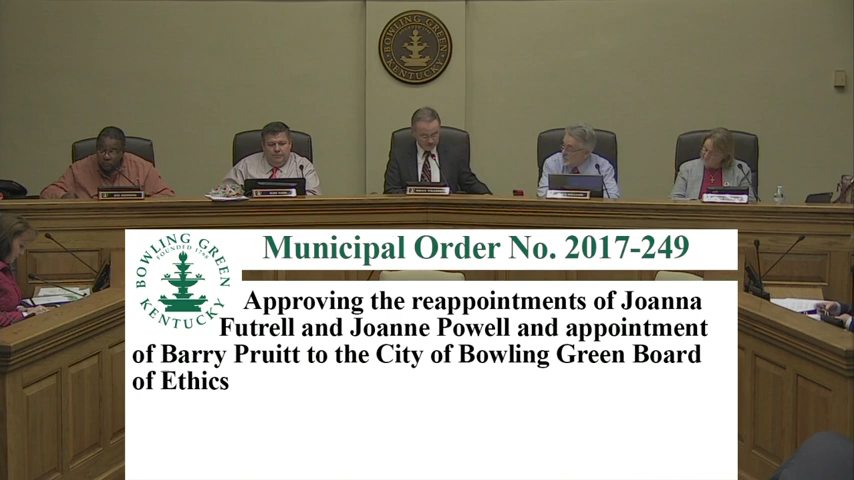 BOWLING GREEN
KENTUCKY
BOWLING GREEN
FOUNDED 1798
KENTUCKY
Municipal Order No. 2017-249
Approving the reappointments of Joanna
Futrell and Joanne Powell and appointment
of Barry Pruitt to the City of Bowling Green Board
of Ethics